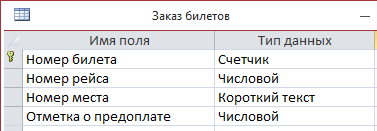 Заказ билетов
Имя поля Тип данных
Номер билета Счетчик
Номер рейса Числовой
Номер места Короткий текст
Отметка о предоплате Числовой